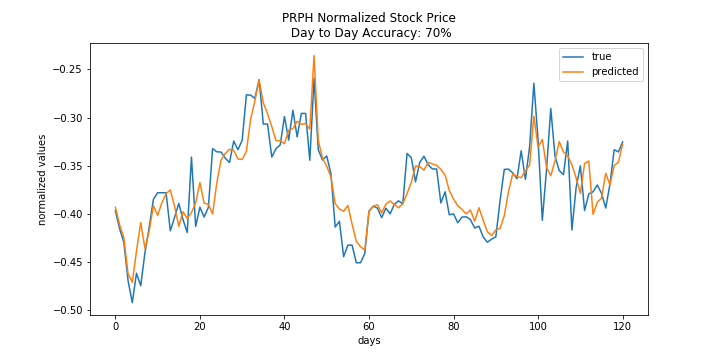 PRPH Normalized Stock Price
Day to Day Accuracy: 70%
true
predicted
normalized values
−0.25
−0.30
−0.35
−0.40
−0.45
−0.50
0
20
40
60
80
100
120
days